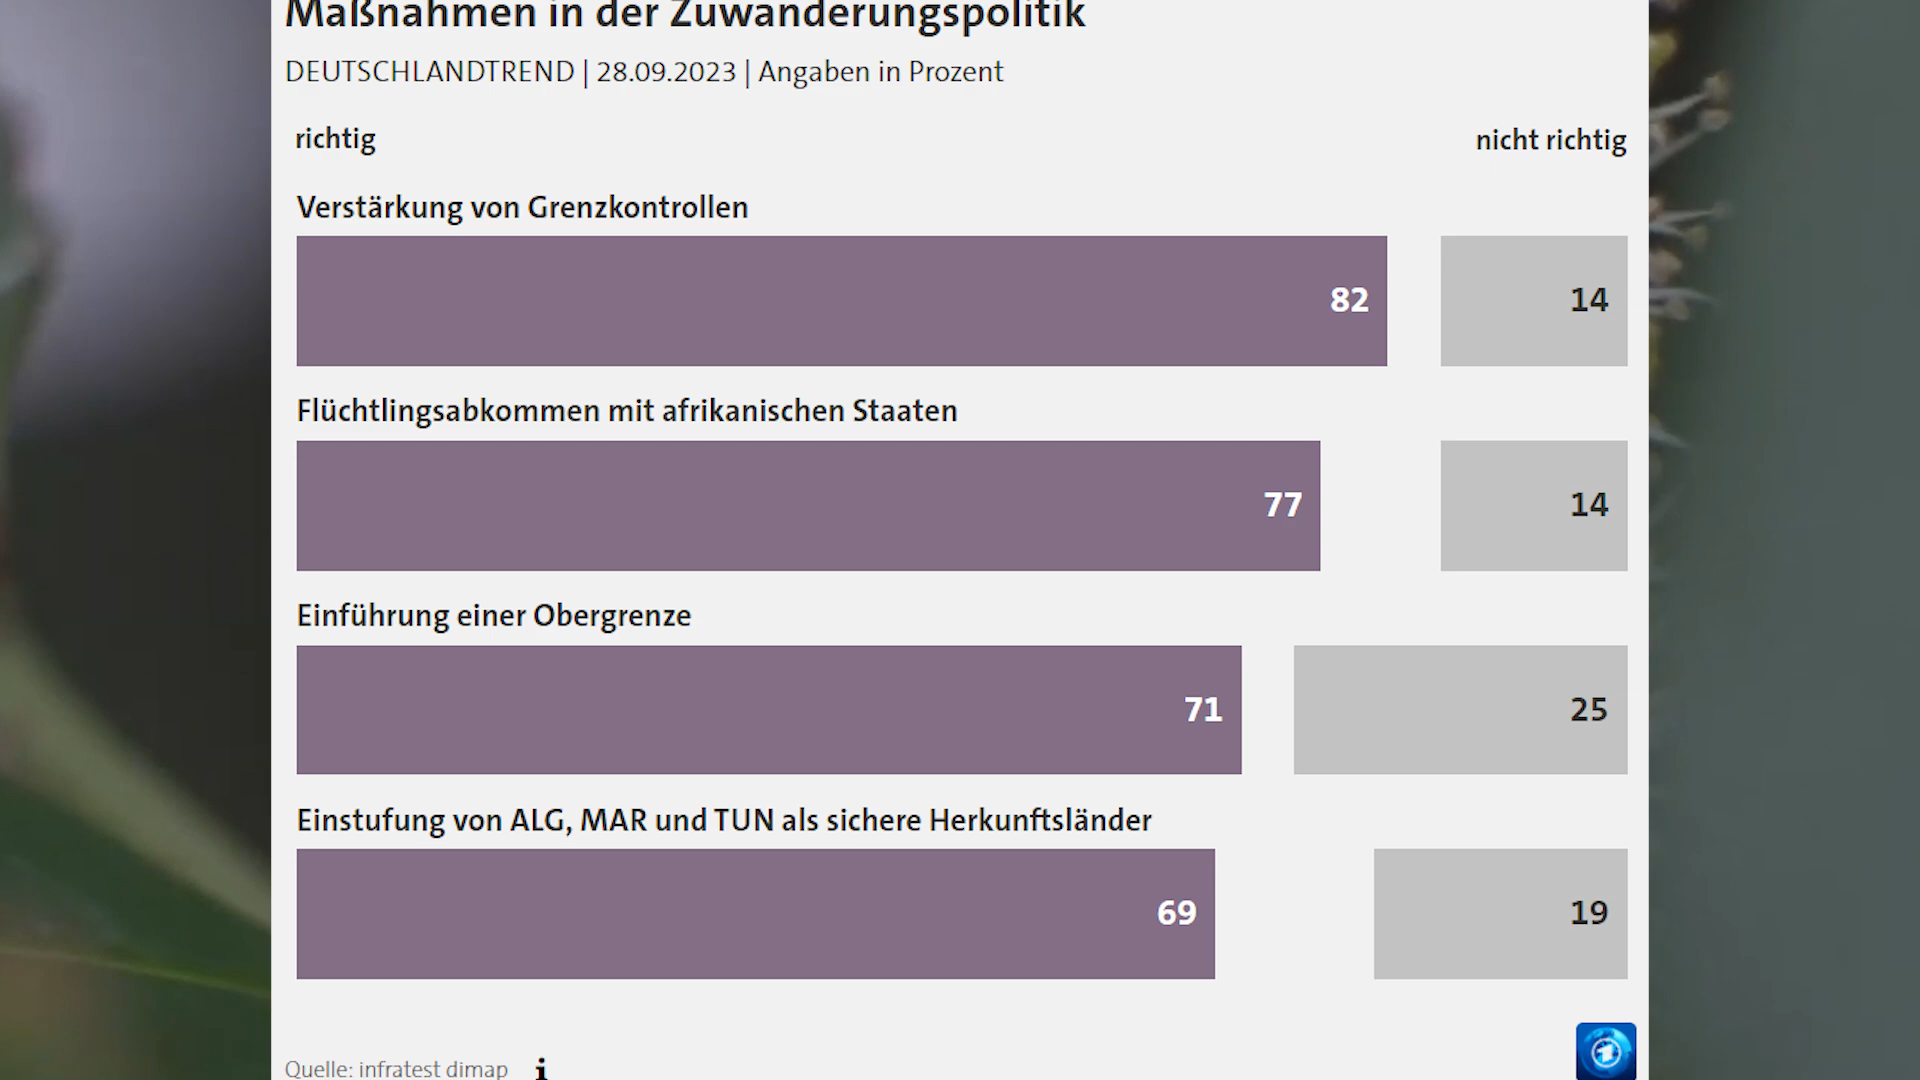 Maßnahmen in der Zuwanderungspolitik
DEUTSCHLANDTREND | 28.09.2023 | Angaben in Prozent
richtig nicht richtig
Verstärkung von Grenzkontrollen
82 14
Flüchtlingsabkommen mit afrikanischen Staaten
77 14
Einführung einer Obergrenze
71 25
Einstufung von ALG, MAR und TUN als sichere Herkunftsländer
69 19
Quelle: infratest dimap i
1